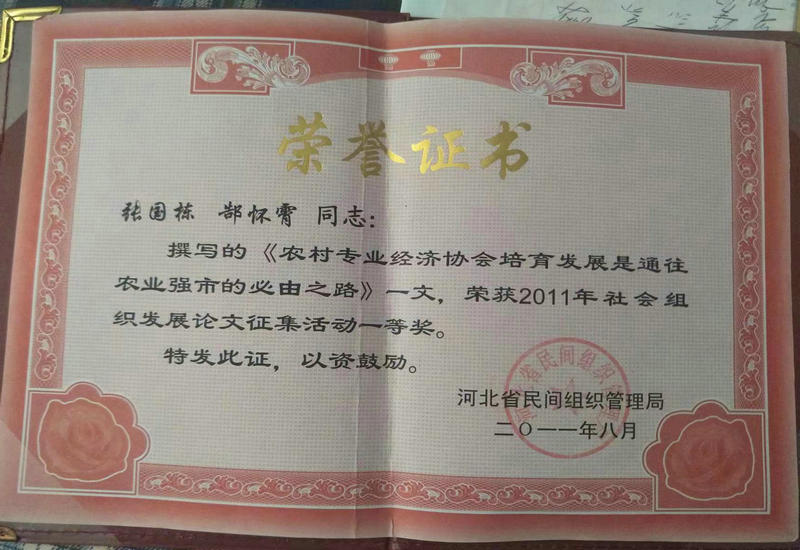 荣誉证书
张国栋 郜怀霄 同志:
撰写的《农村专业经济协会培育发展是通往
农业强市的必由之路》一文,荣获2011年社会组
织发展论文征集活动一等奖。
特发此证,以资鼓励。
河北省民间组织管理局
二〇一一年八月